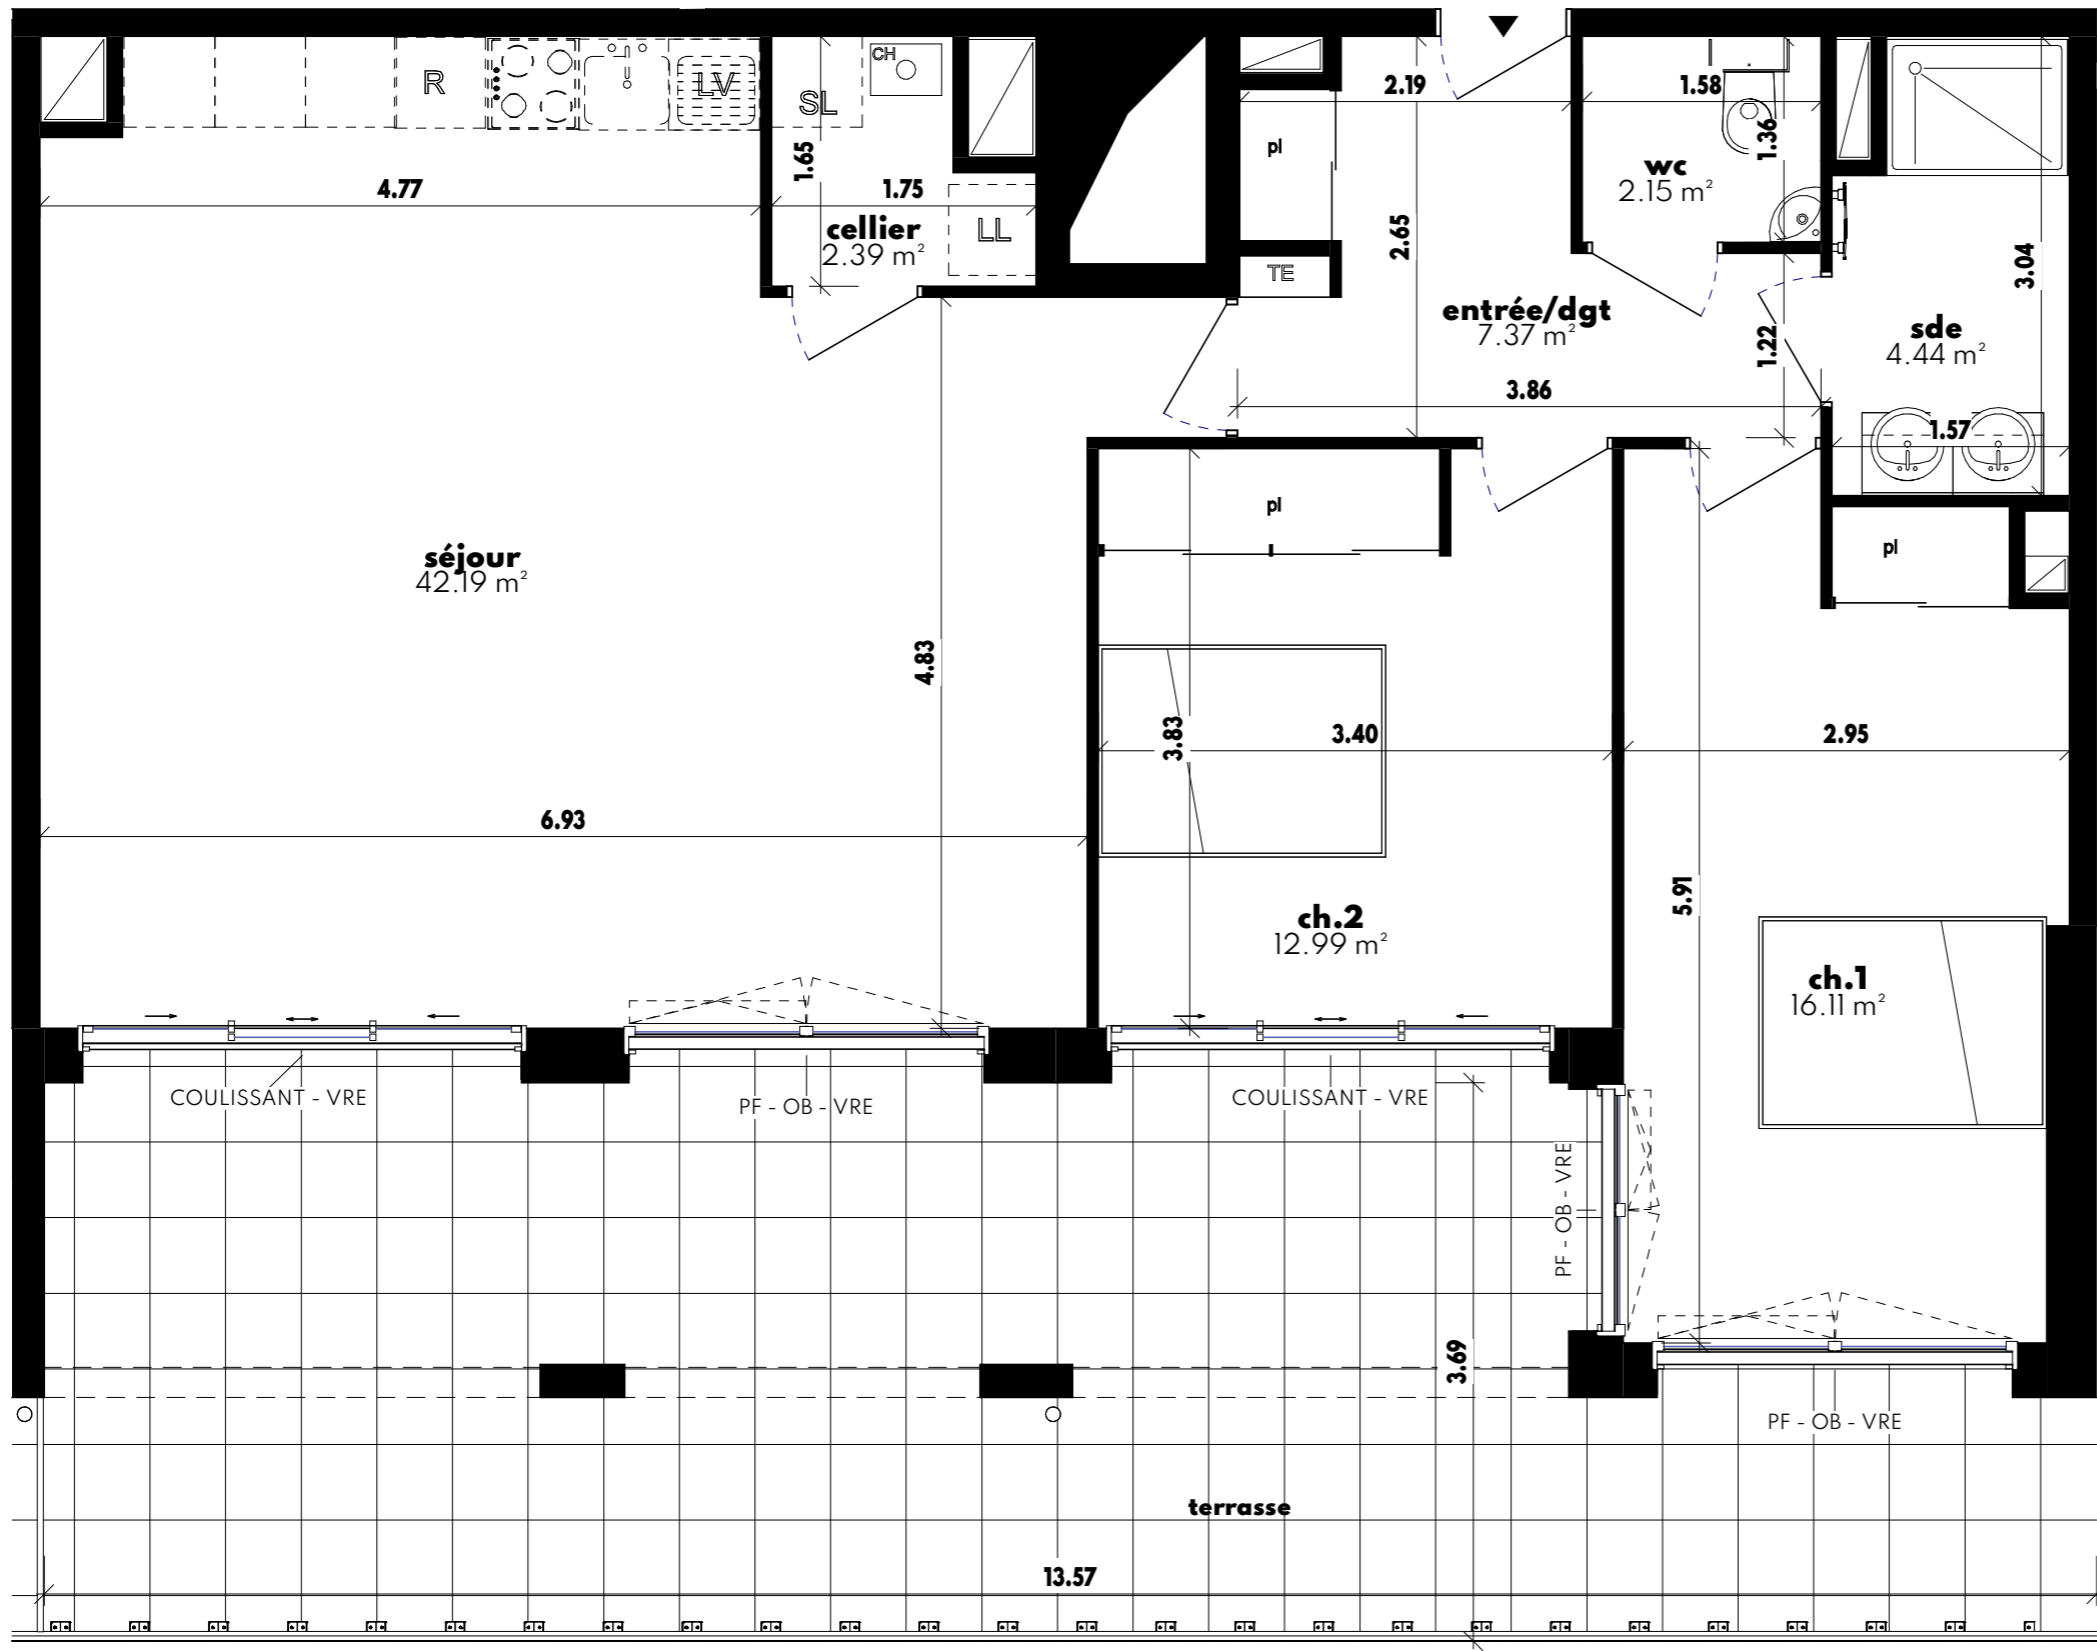 R
LV
SL
CH
2.19
1.58
1.36
pl
wc
2.15 m²
4.77
1.65
1.75
cellier
2.39 m²
LL
2.65
TE
3.04
entrée/dgt
7.37 m²
1.22
sde
4.44 m²
3.86
1.57
pl
pl
séjour
42.19 m²
4.83
3.83
3.40
2.95
6.93
5.91
ch.2
12.99 m²
ch.1
16.11 m²
COULISSANT - VRE
PF - OB - VRE
COULISSANT - VRE
PF - OB - VRE
3.69
PF - OB - VRE
terrasse
13.57